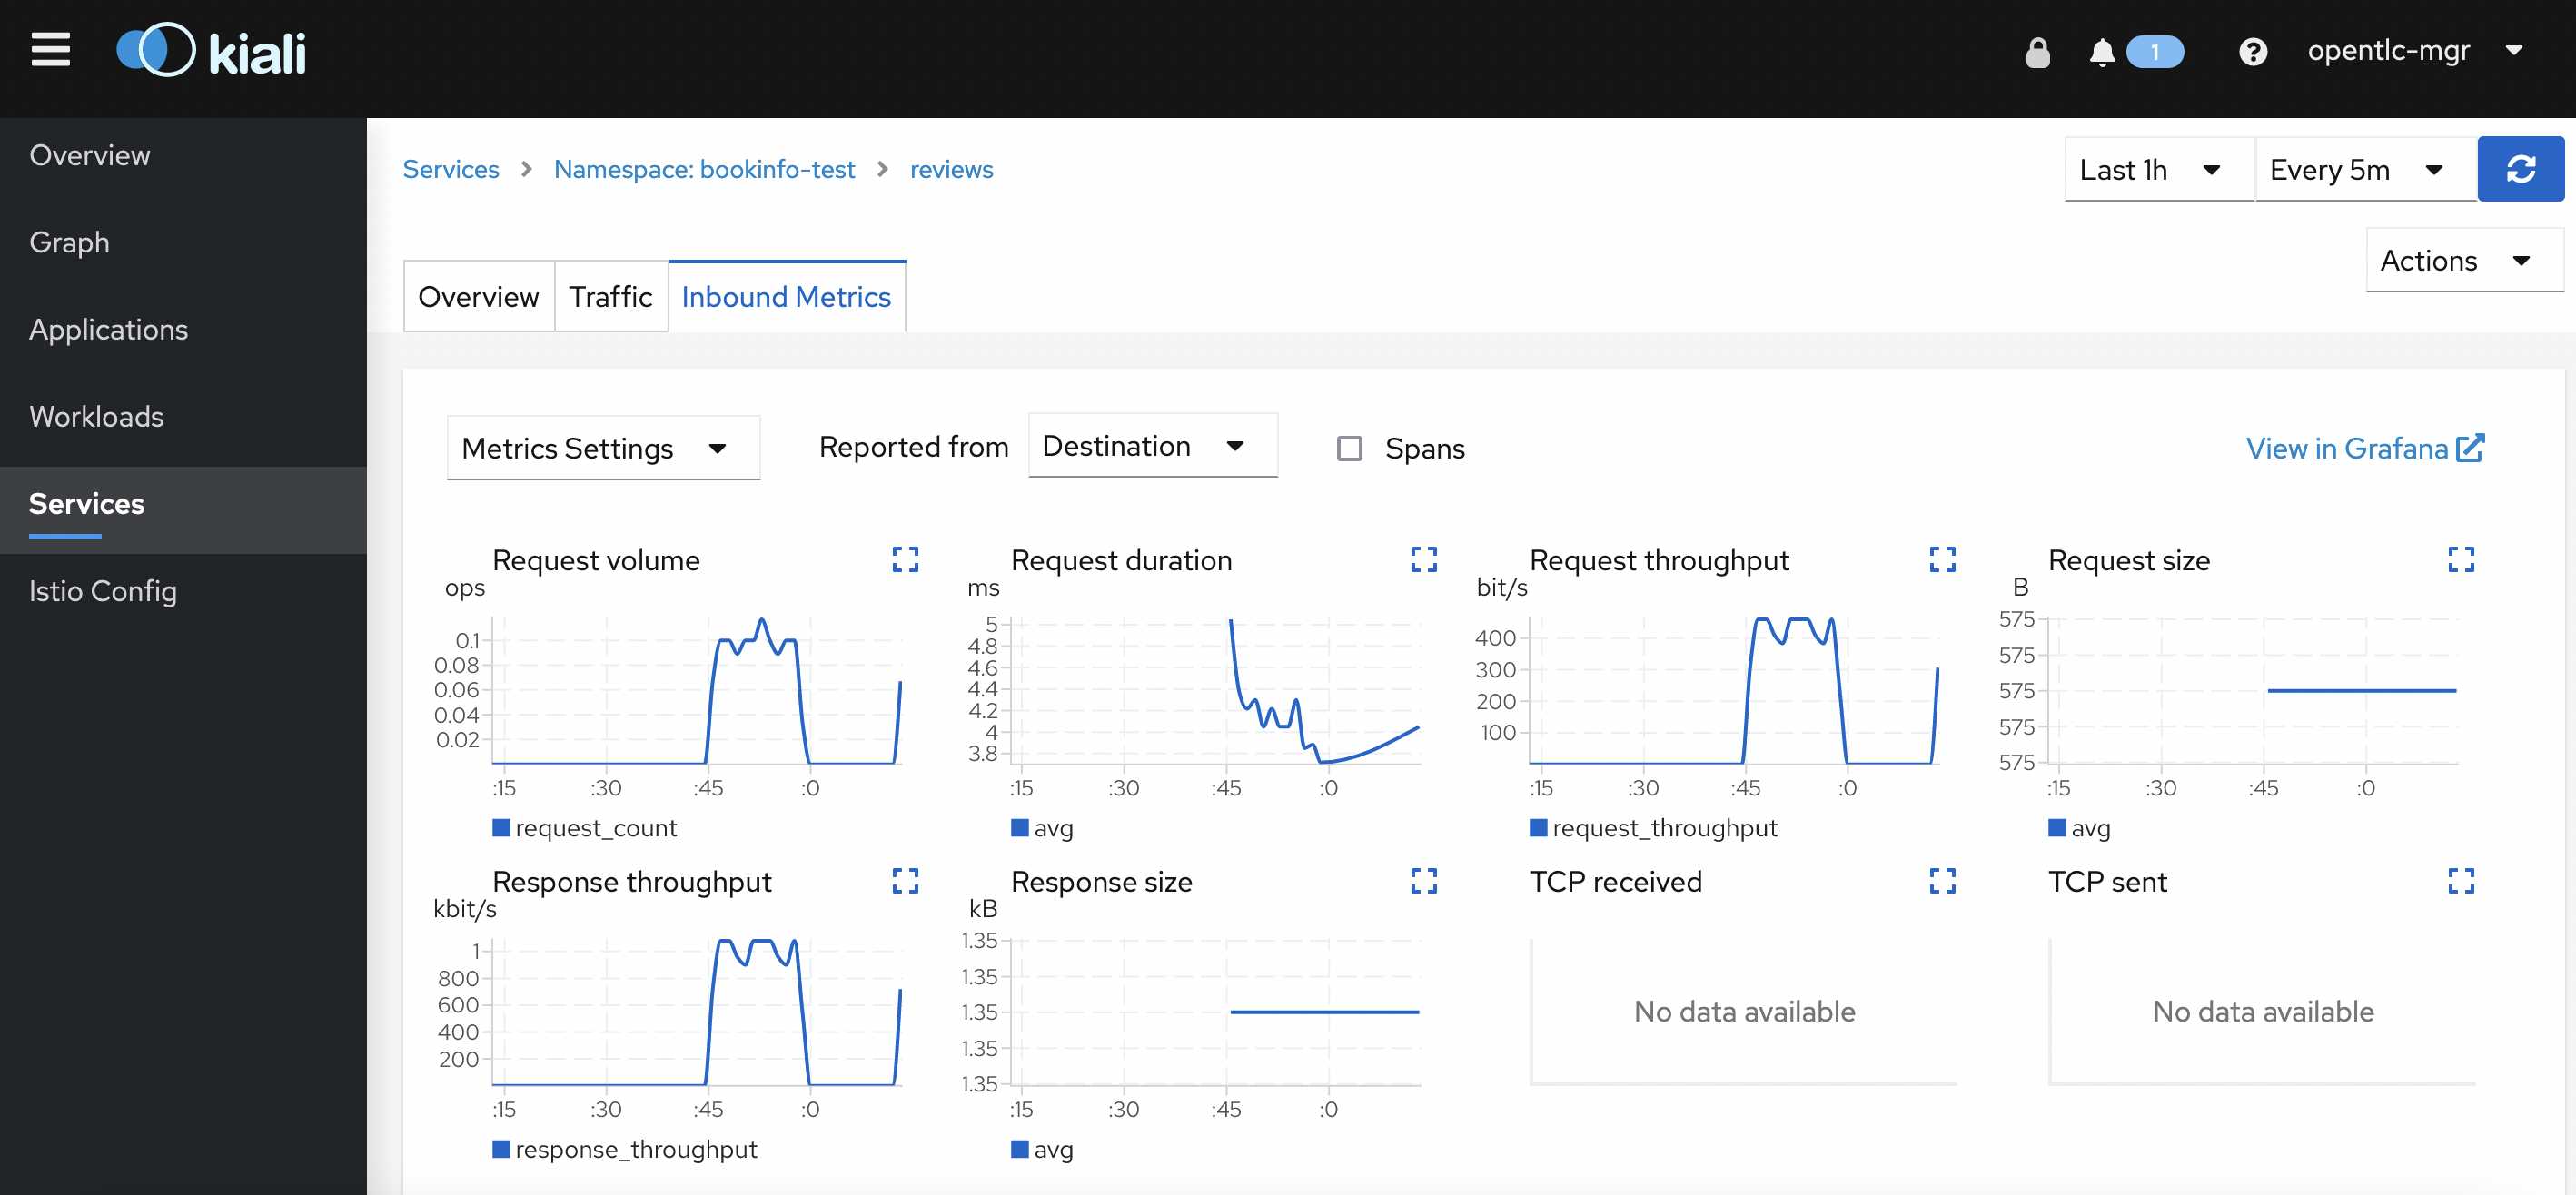 kiali
1
opentlc-mgr
Overview
Graph
Applications
Workloads
Services
Istio Config
Services > Namespace: bookinfo-test > reviews
Last 1h
Every 5m
Actions
Overview
Traffic
Inbound Metrics
Metrics Settings
Reported from
Destination
Spans
View in Grafana
Request volume
ops
0.1
0.08
0.06
0.04
0.02
:15 :30 :45 :0
request_count
Request duration
ms
5
4.8
4.6
4.4
4.2
4
3.8
:15 :30 :45 :0
avg
Request throughput
bit/s
400
300
200
100
:15 :30 :45 :0
request_throughput
Request size
B
575
575
575
575
575
:15 :30 :45 :0
avg
Response throughput
kbit/s
1
800
600
400
200
:15 :30 :45 :0
response_throughput
Response size
kB
1.35
1.35
1.35
1.35
1.35
:15 :30 :45 :0
avg
TCP received
No data available
TCP sent
No data available